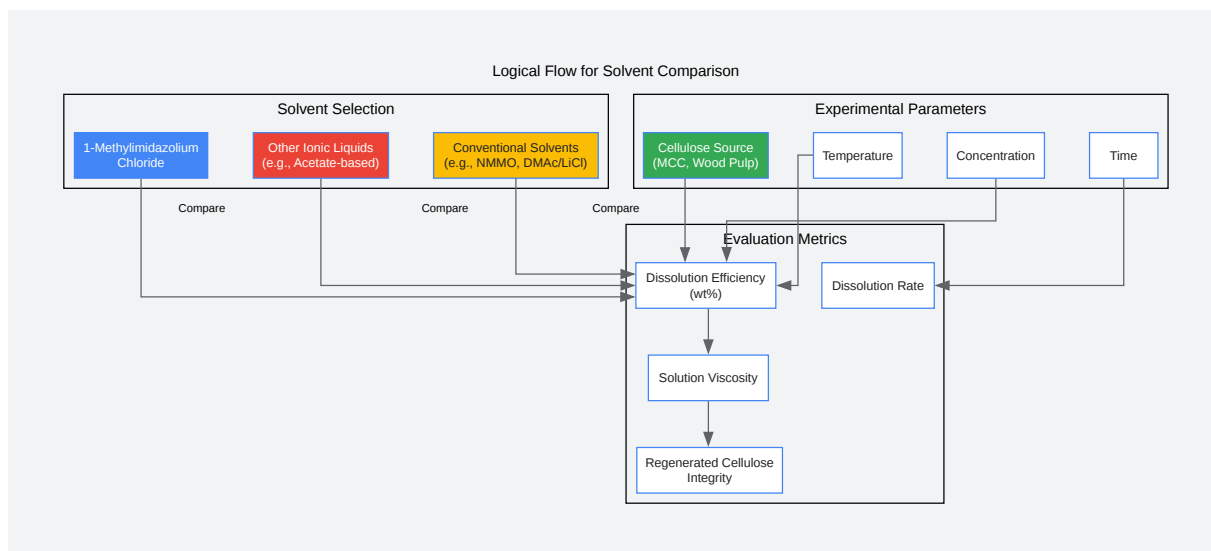 Logical Flow for Solvent Comparison
Solvent Selection
1-Methylimidazolium
Chloride
Other Ionic Liquids
(e.g., Acetate-based)
Conventional Solvents
(e.g., NMMO, DMAc/LiCl)
Experimental Parameters
Cellulose Source
(MCC, Wood Pulp)
Temperature
Concentration
Time
Compare
Compare
Compare
Evaluation Metrics
Dissolution Efficiency
(wt%)
Dissolution Rate
Solution Viscosity
Regenerated Cellulose
Integrity